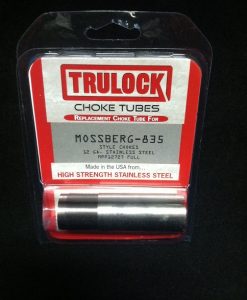 TRULOCK
CHOKE TUBES
REPLACEMENT CHOKE TUBE FOR
MOSSBERG-835
STYLE CHOKES
12 GA. STAINLESS STEEL
FULL
Made in the USA from...
HIGH STRENGTH STAINLESS STEEL